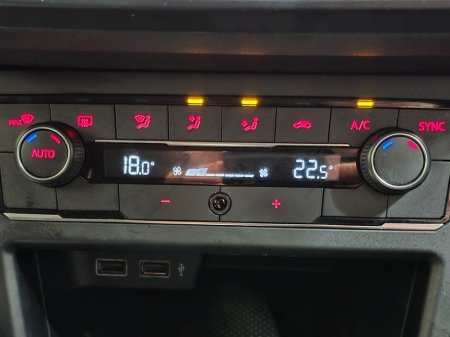 MAX
A/C
SYNC
AUTO
18.0°
22.5°
- +